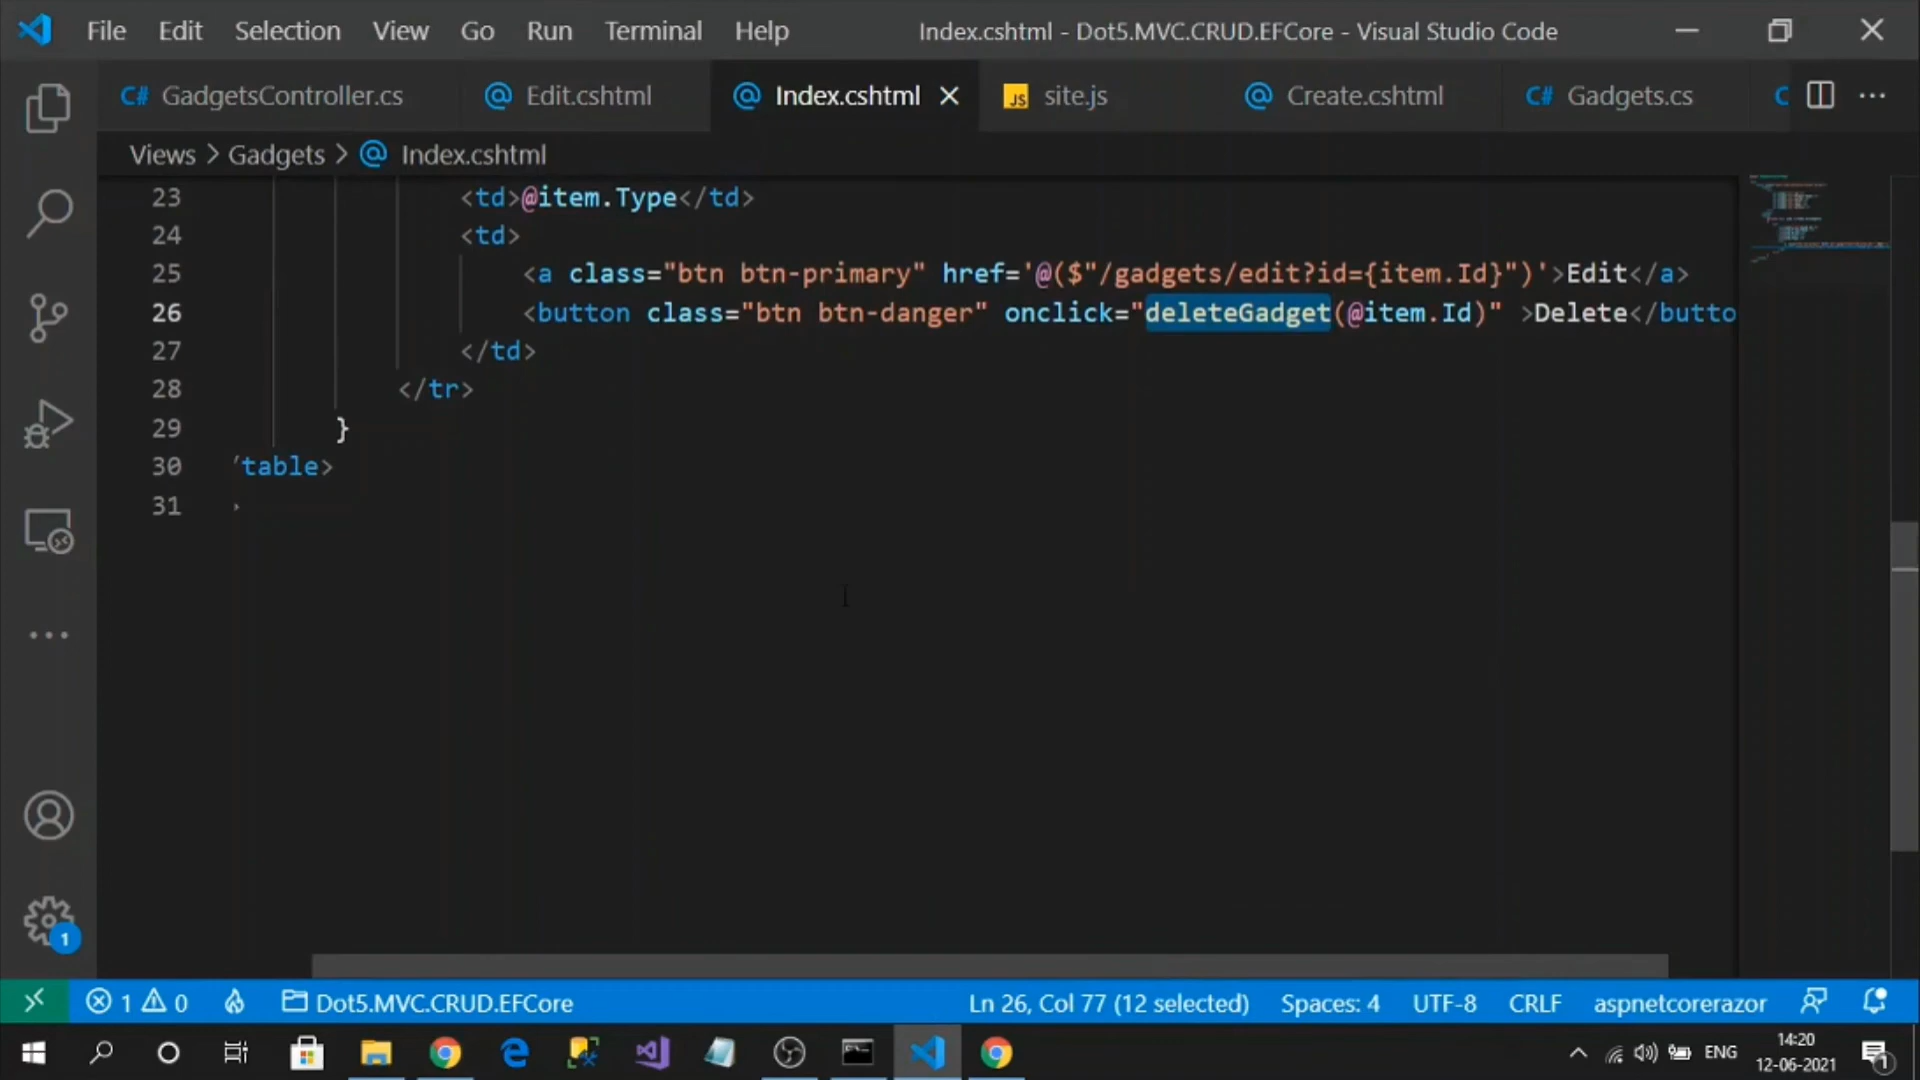 File Edit Selection View Go Run Terminal Help Index.cshtml - Dot5.MVC.CRUD.EFCore - Visual Studio Code
C# GadgetsController.cs @ Edit.cshtml @ Index.cshtml JS site.js @ Create.cshtml C# Gadgets.cs C
Views > Gadgets > @ Index.cshtml
23 <td>@item.Type</td>
24 <td>
25 <a class="btn btn-primary" href='@($"/gadgets/edit?id={item.Id}")'>Edit</a>
26 <button class="btn btn-danger" onclick="deleteGadget(@item.Id)" >Delete</butto
27 </td>
28 </tr>
29 }
30 /table>
31 >
1
1 0 Dot5.MVC.CRUD.EFCore Ln 26, Col 77 (12 selected) Spaces: 4 UTF-8 CRLF aspnetcorerazor
ENG 14:20 1
12-06-2021